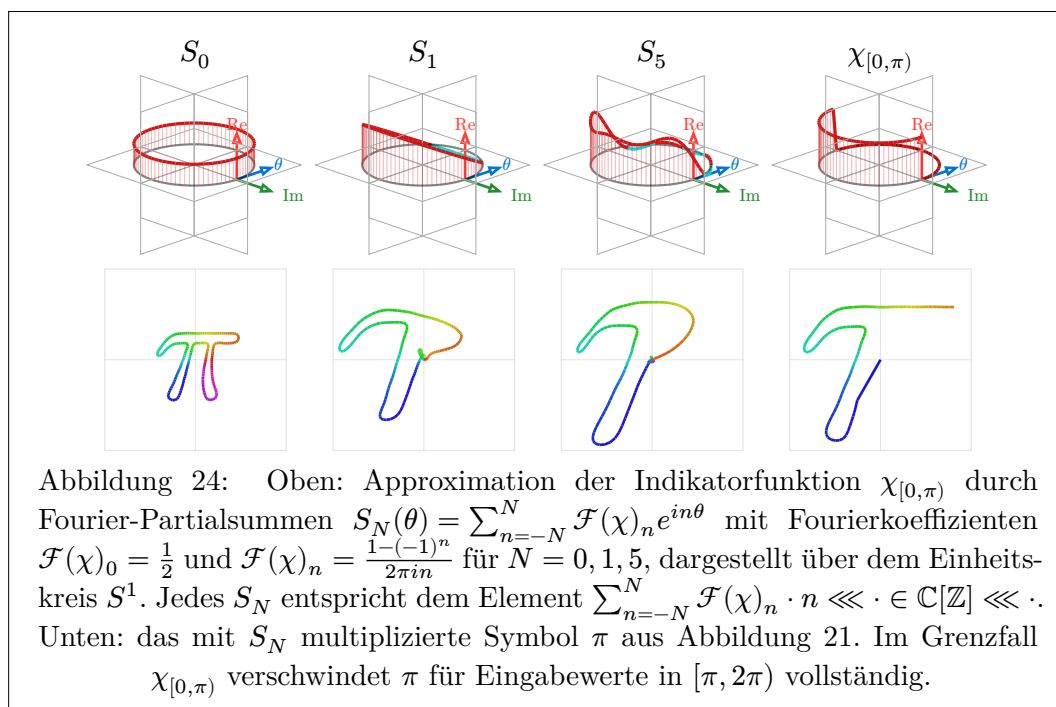 S_0 S_1 S_5 χ_{[0,π)}
Re θ Im Re θ Im Re θ Im Re θ Im
Abbildung 24: Oben: Approximation der Indikatorfunktion χ_{[0,π)} durch
Fourier-Partialsummen S_N(θ) = ∑_{n=-N}^{N} ℱ(χ)_n e^{inθ} mit Fourierkoeffizienten
ℱ(χ)_0 = \frac{1}{2} und ℱ(χ)_n = \frac{1-(-1)^n}{2πin} für N = 0, 1, 5, dargestellt über dem Einheits-
kreis S^1. Jedes S_N entspricht dem Element ∑_{n=-N}^{N} ℱ(χ)_n · n ⋘ · ∈ ℂ[ℤ] ⋘ ·.
Unten: das mit S_N multiplizierte Symbol π aus Abbildung 21. Im Grenzfall
χ_{[0,π)} verschwindet π für Eingabewerte in [π, 2π) vollständig.